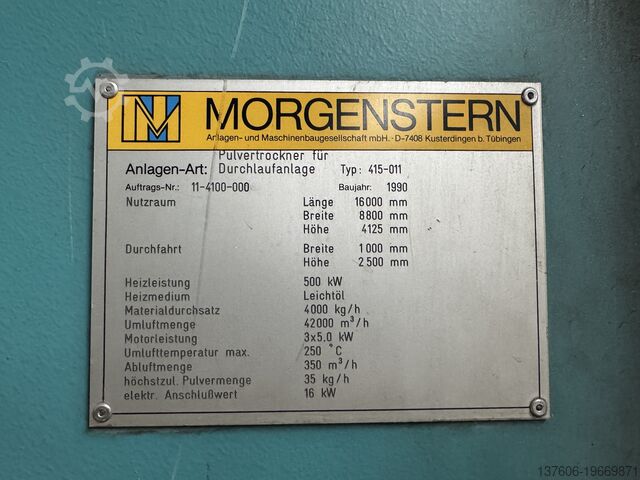 MORGENSTERN
Anlagen- und Maschinenbaugesellschaft mbH. · D-7408 Kusterdingen b. Tübingen
Anlagen-Art: Pulvertrockner für
Durchlaufanlage Typ: 415-011
Auftrags-Nr.: 11-4100-000 Baujahr: 1990
Nutzraum Länge 16000 mm
Breite 8800 mm
Höhe 4125 mm
Durchfahrt Breite 1000 mm
Höhe 2500 mm
Heizleistung 500 kW
Heizmedium Leichtöl
Materialdurchsatz 4000 kg/h
Umluftmenge 42000 m³/h
Motorleistung 3x5.0 kW
Umlufttemperatur max. 250 °C
Abluftmenge 350 m³/h
höchstzul. Pulvermenge 35 kg/h
elektr. Anschlußwert 16 kW
137606-19669871